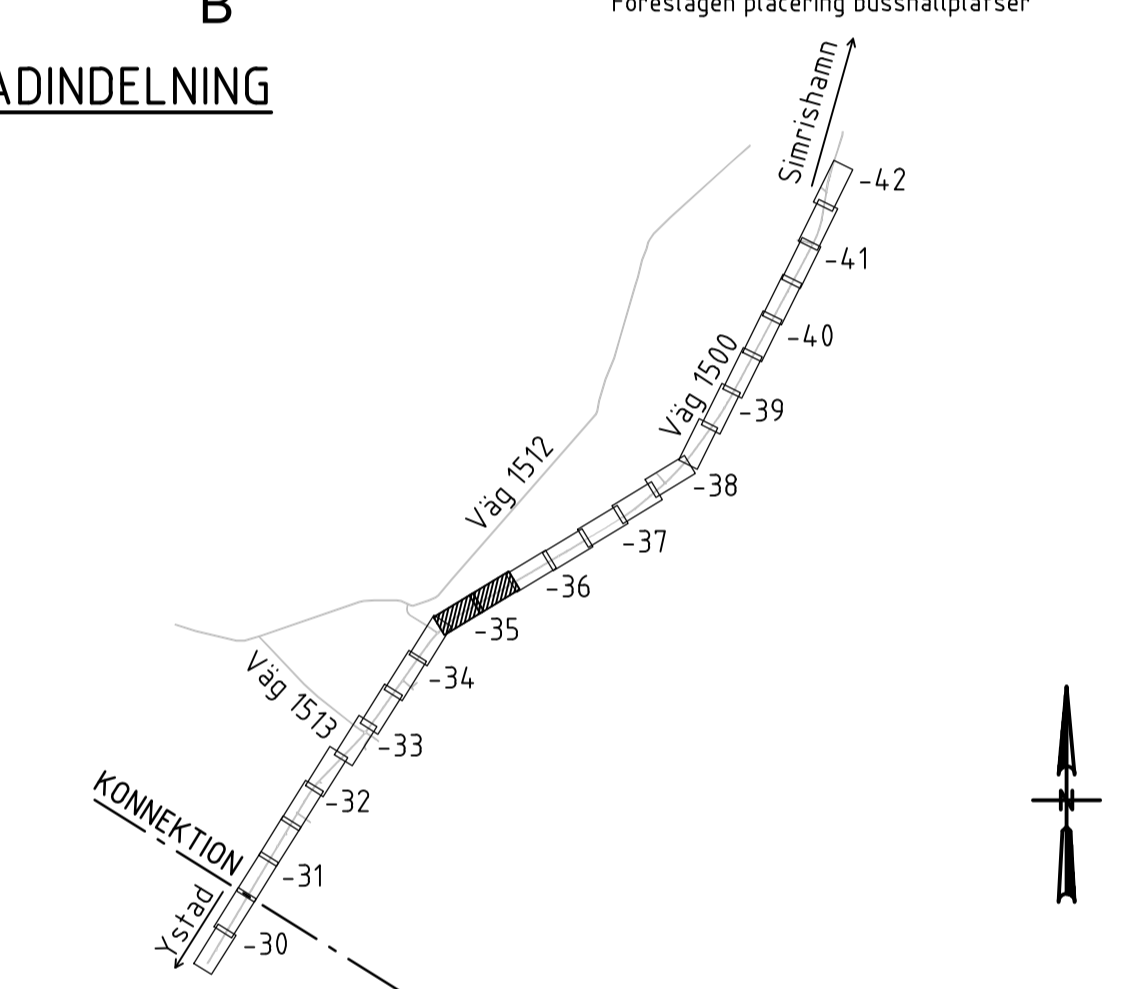 B
Föreslagen placering busshållplatser
ADINDELNING
Simrishamn
-42
-41
-40
Väg 1500
-39
-38
Väg 1512
-37
-36
-35
-34
Väg 1513
-33
-32
KONNEKTION
-31
Ystad
-30
N